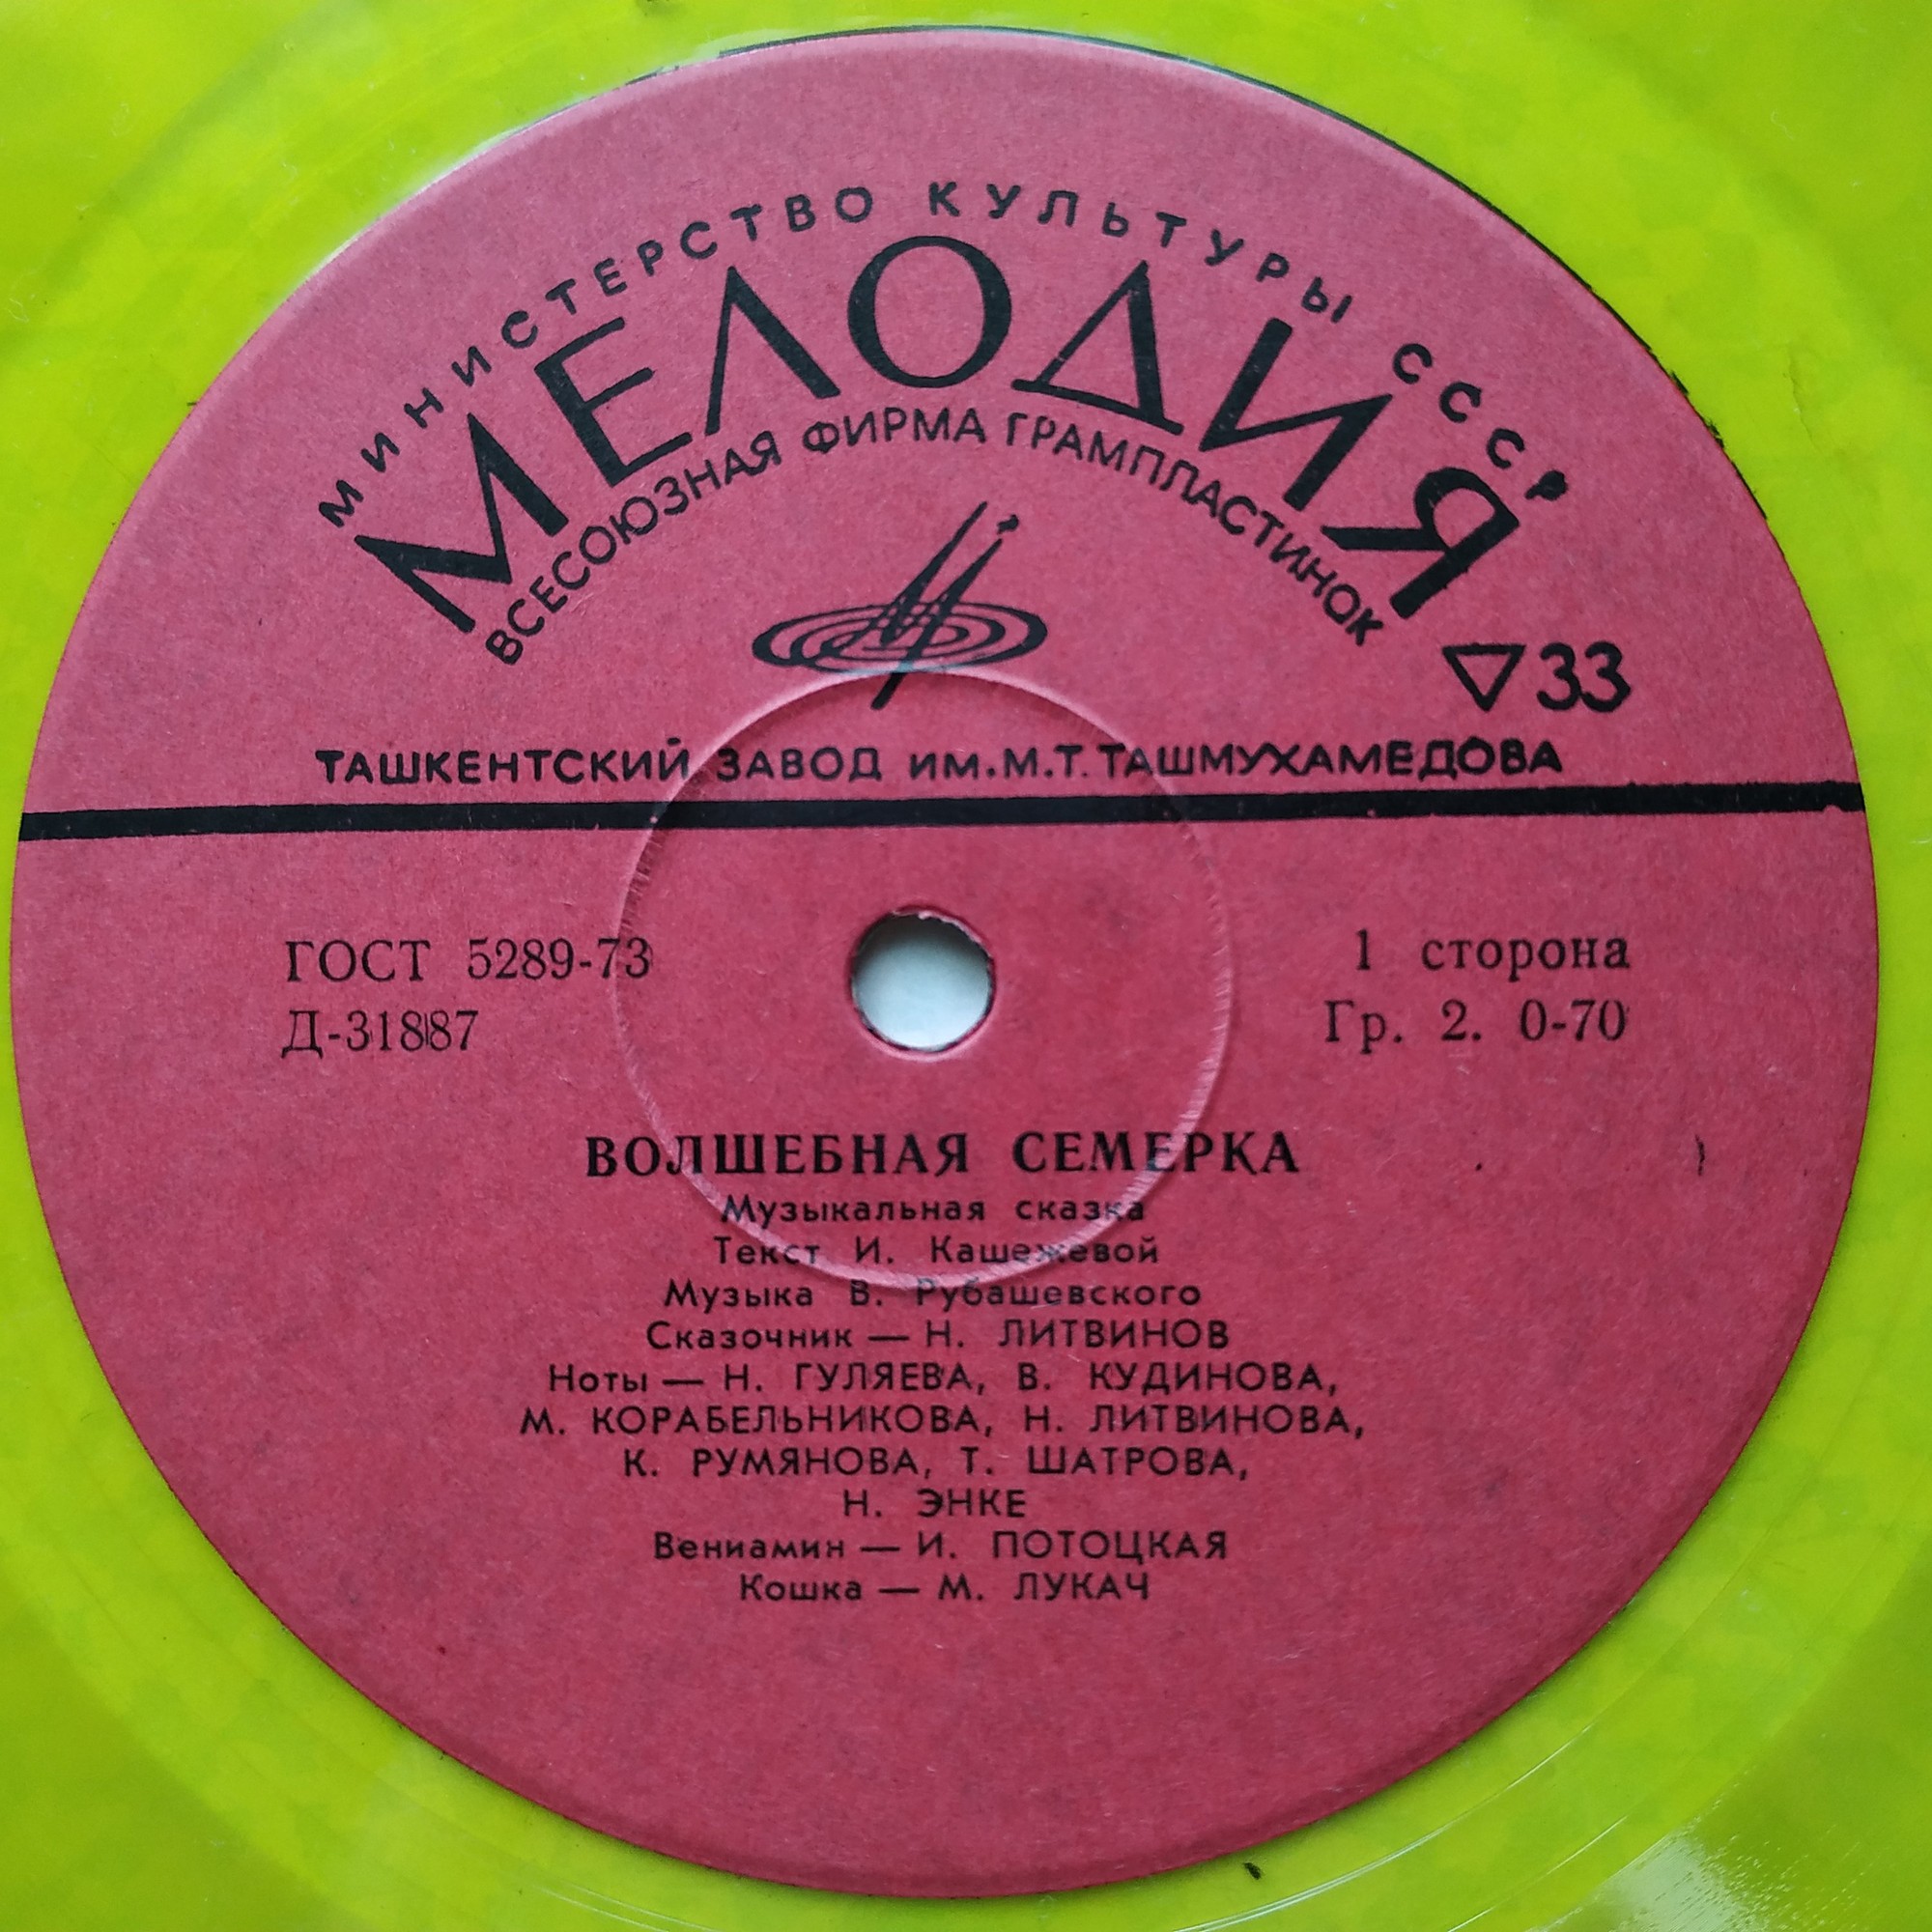 МИНИСТЕРСТВО КУЛЬТУРЫ СССР
МЕЛОДИЯ
ВСЕСОЮЗНАЯ ФИРМА ГРАМПЛАСТИНОК
▽33
ТАШКЕНТСКИЙ ЗАВОД ИМ.М.Т.ТАШМУХАМЕДОВА
ГОСТ 5289-73
Д-31887
1 сторона
Гр. 2. 0-70
ВОЛШЕБНАЯ СЕМЕРКА
Музыкальная сказка
Текст И. Кашежевой
Музыка В. Рубашевского
Сказочник — Н. ЛИТВИНОВ
Ноты — Н. ГУЛЯЕВА, В. КУДИНОВА,
М. КОРАБЕЛЬНИКОВА, Н. ЛИТВИНОВА,
К. РУМЯНОВА, Т. ШАТРОВА,
Н. ЭНКЕ
Вениамин — И. ПОТОЦКАЯ
Кошка — М. ЛУКАЧ